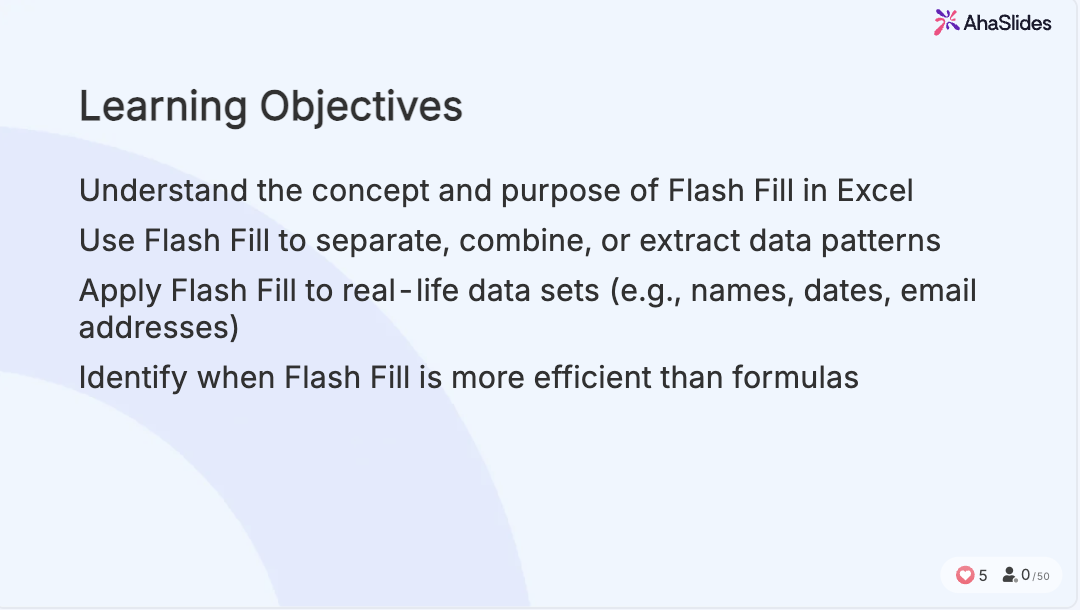 AhaSlides
Learning Objectives
Understand the concept and purpose of Flash Fill in Excel
Use Flash Fill to separate, combine, or extract data patterns
Apply Flash Fill to real-life data sets (e.g., names, dates, email
addresses)
Identify when Flash Fill is more efficient than formulas
5 0/50